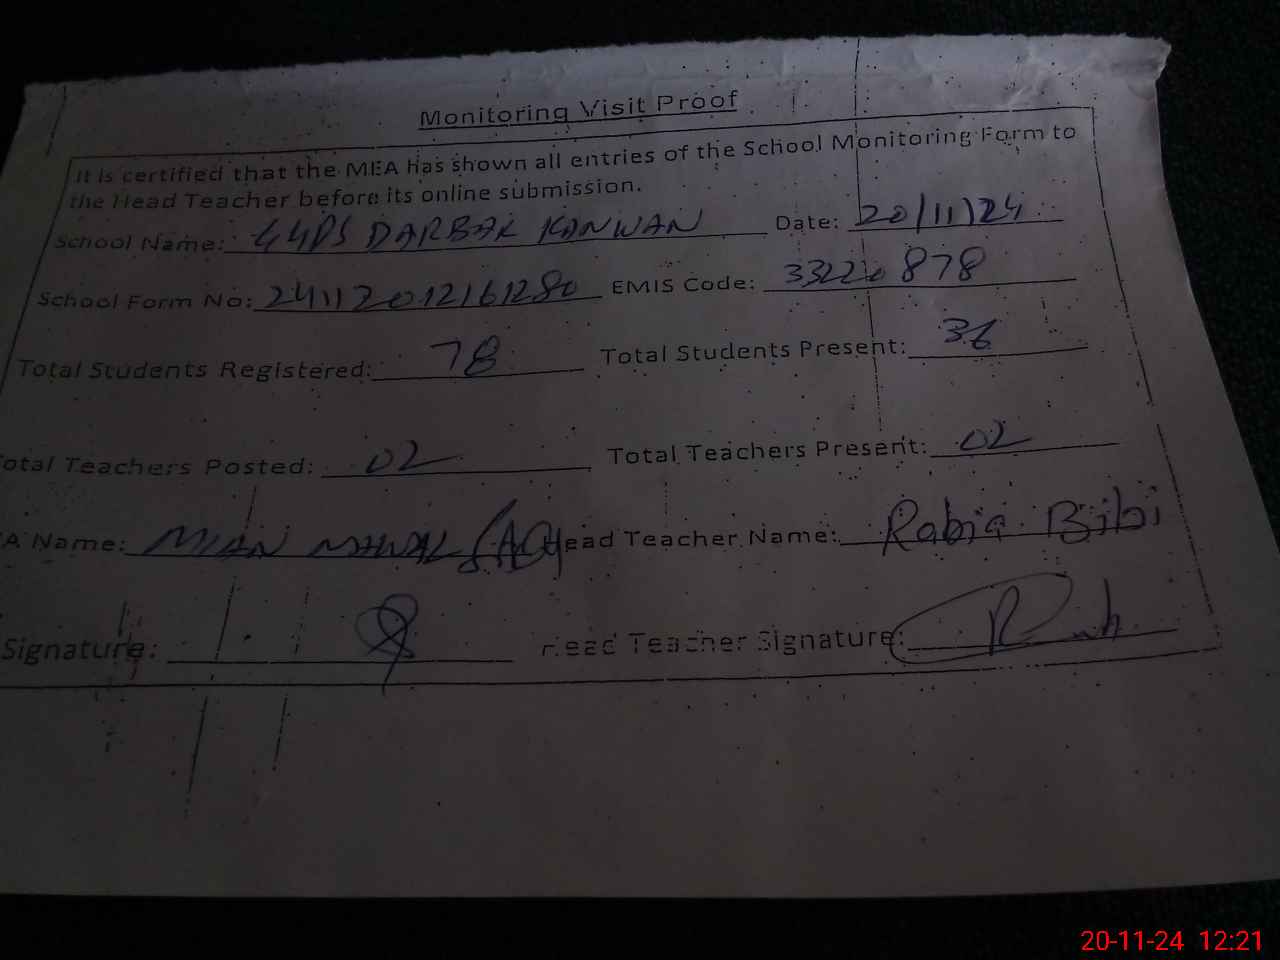 Monitoring Visit Proof
It is certified that the MEA has shown all entries of the School Monitoring Form to
the Head Teacher before its online submission.
School Name: GGPS DARBAR KANWAN Date: 20/11/24
School Form No: 24112012161280 EMIS Code: 33220878
Total Students Registered: 78 Total Students Present: 36
otal Teachers Posted: 02 Total Teachers Present: 02
A Name: MIAN Head Teacher Name: Rabia Bibi
Signature: Head Teacher Signature:
20-11-24 12:21